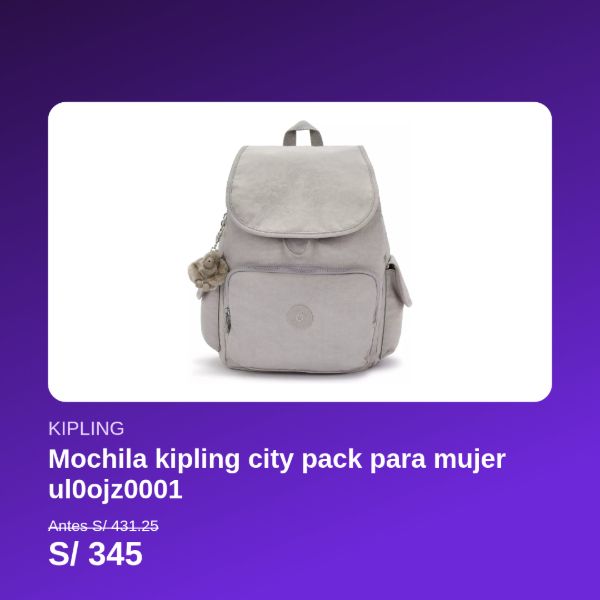 KIPLING
Mochila kipling city pack para mujer
ul0ojz0001
Antes S/ 431.25
S/ 345